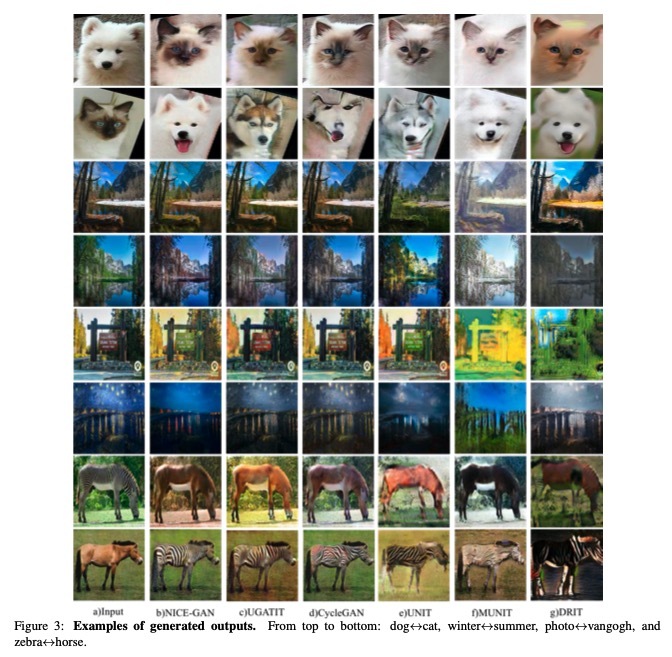 a)Input b)NICE-GAN c)UGATIT d)CycleGAN e)UNIT f)MUNIT g)DRIT
Figure 3: Examples of generated outputs. From top to bottom: dog↔cat, winter↔summer, photo↔vangogh, and
zebra↔horse.